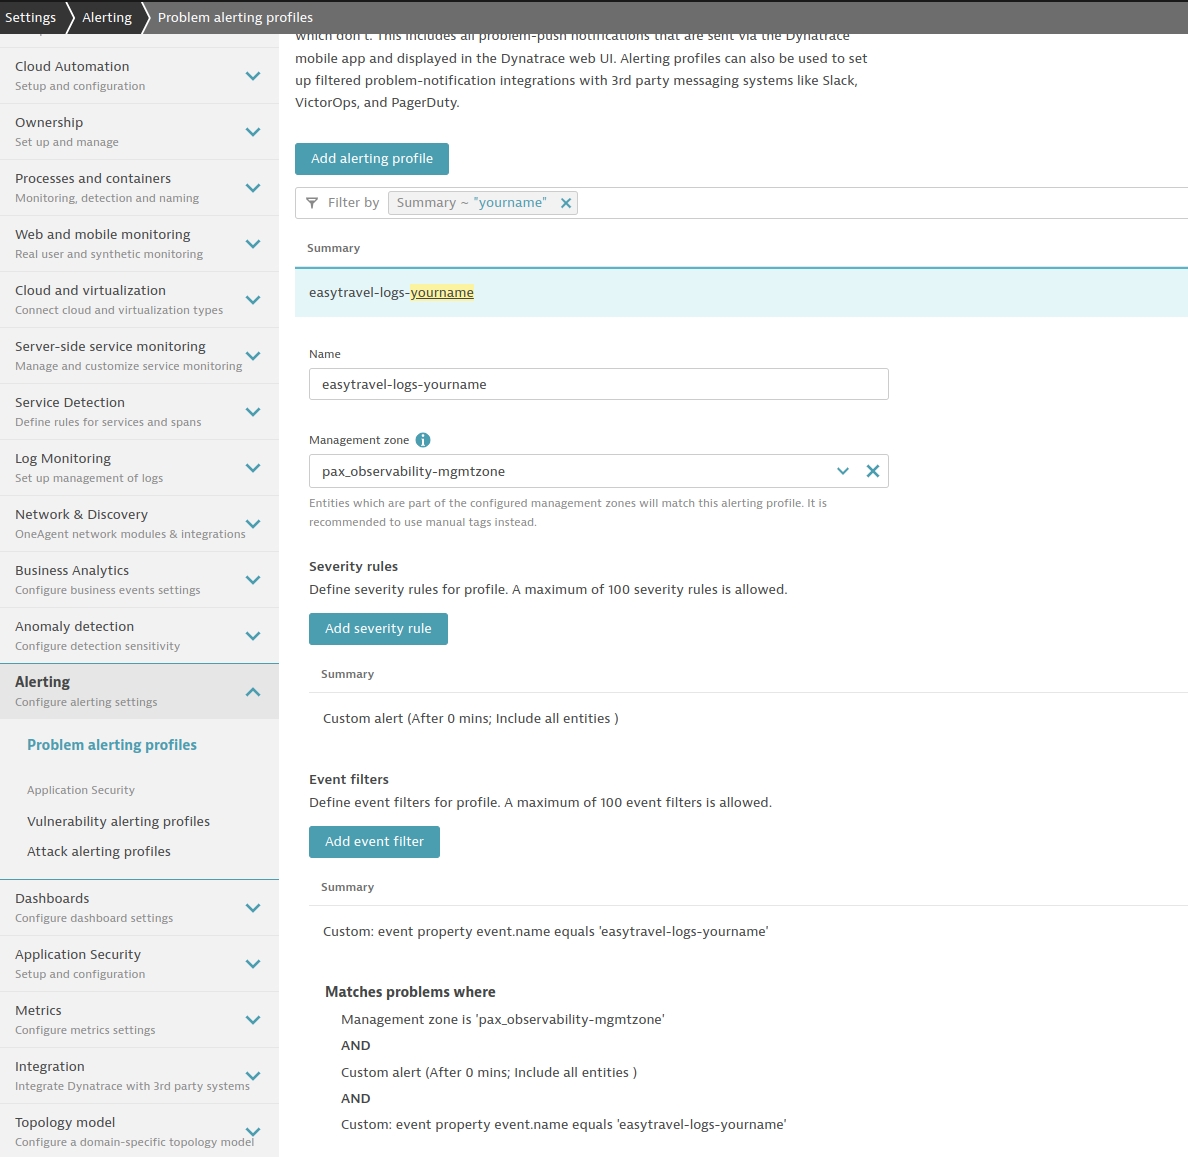 Settings
Alerting
Problem alerting profiles
Cloud Automation
Setup and configuration
Ownership
Set up and manage
Processes and containers
Monitoring, detection and naming
Web and mobile monitoring
Real user and synthetic monitoring
Cloud and virtualization
Connect cloud and virtualization types
Server-side service monitoring
Manage and customize service monitoring
Service Detection
Define rules for services and spans
Log Monitoring
Set up management of logs
Network & Discovery
OneAgent network modules & integrations
Business Analytics
Configure business events settings
Anomaly detection
Configure detection sensitivity
Alerting
Configure alerting settings
Problem alerting profiles
Application Security
Vulnerability alerting profiles
Attack alerting profiles
Dashboards
Configure dashboard settings
Application Security
Setup and configuration
Metrics
Configure metrics settings
Integration
Integrate Dynatrace with 3rd party systems
Topology model
Configure a domain-specific topology model
which don't. This includes all problem-push notifications that are sent via the Dynatrace
mobile app and displayed in the Dynatrace web UI. Alerting profiles can also be used to set
up filtered problem-notification integrations with 3rd party messaging systems like Slack,
VictorOps, and PagerDuty.
Add alerting profile
Filter by Summary ~ "yourname"
Summary
easytravel-logs-yourname
Name
easytravel-logs-yourname
Management zone
pax_observability-mgmtzone
Entities which are part of the configured management zones will match this alerting profile. It is
recommended to use manual tags instead.
Severity rules
Define severity rules for profile. A maximum of 100 severity rules is allowed.
Add severity rule
Summary
Custom alert (After 0 mins; Include all entities )
Event filters
Define event filters for profile. A maximum of 100 event filters is allowed.
Add event filter
Summary
Custom: event property event.name equals 'easytravel-logs-yourname'
Matches problems where
Management zone is 'pax_observability-mgmtzone'
AND
Custom alert (After 0 mins; Include all entities )
AND
Custom: event property event.name equals 'easytravel-logs-yourname'